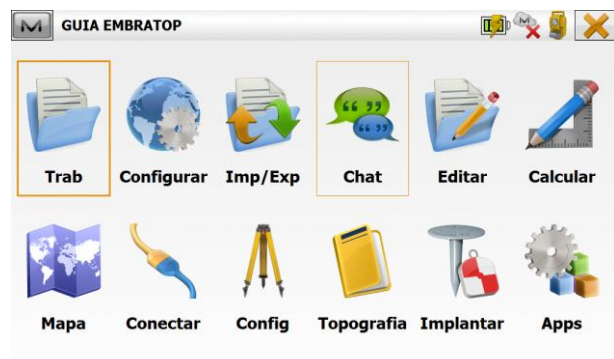 GUIA EMBRATOP
Trab Configurar Imp/Exp Chat Editar Calcular
Mapa Conectar Config Topografia Implantar Apps